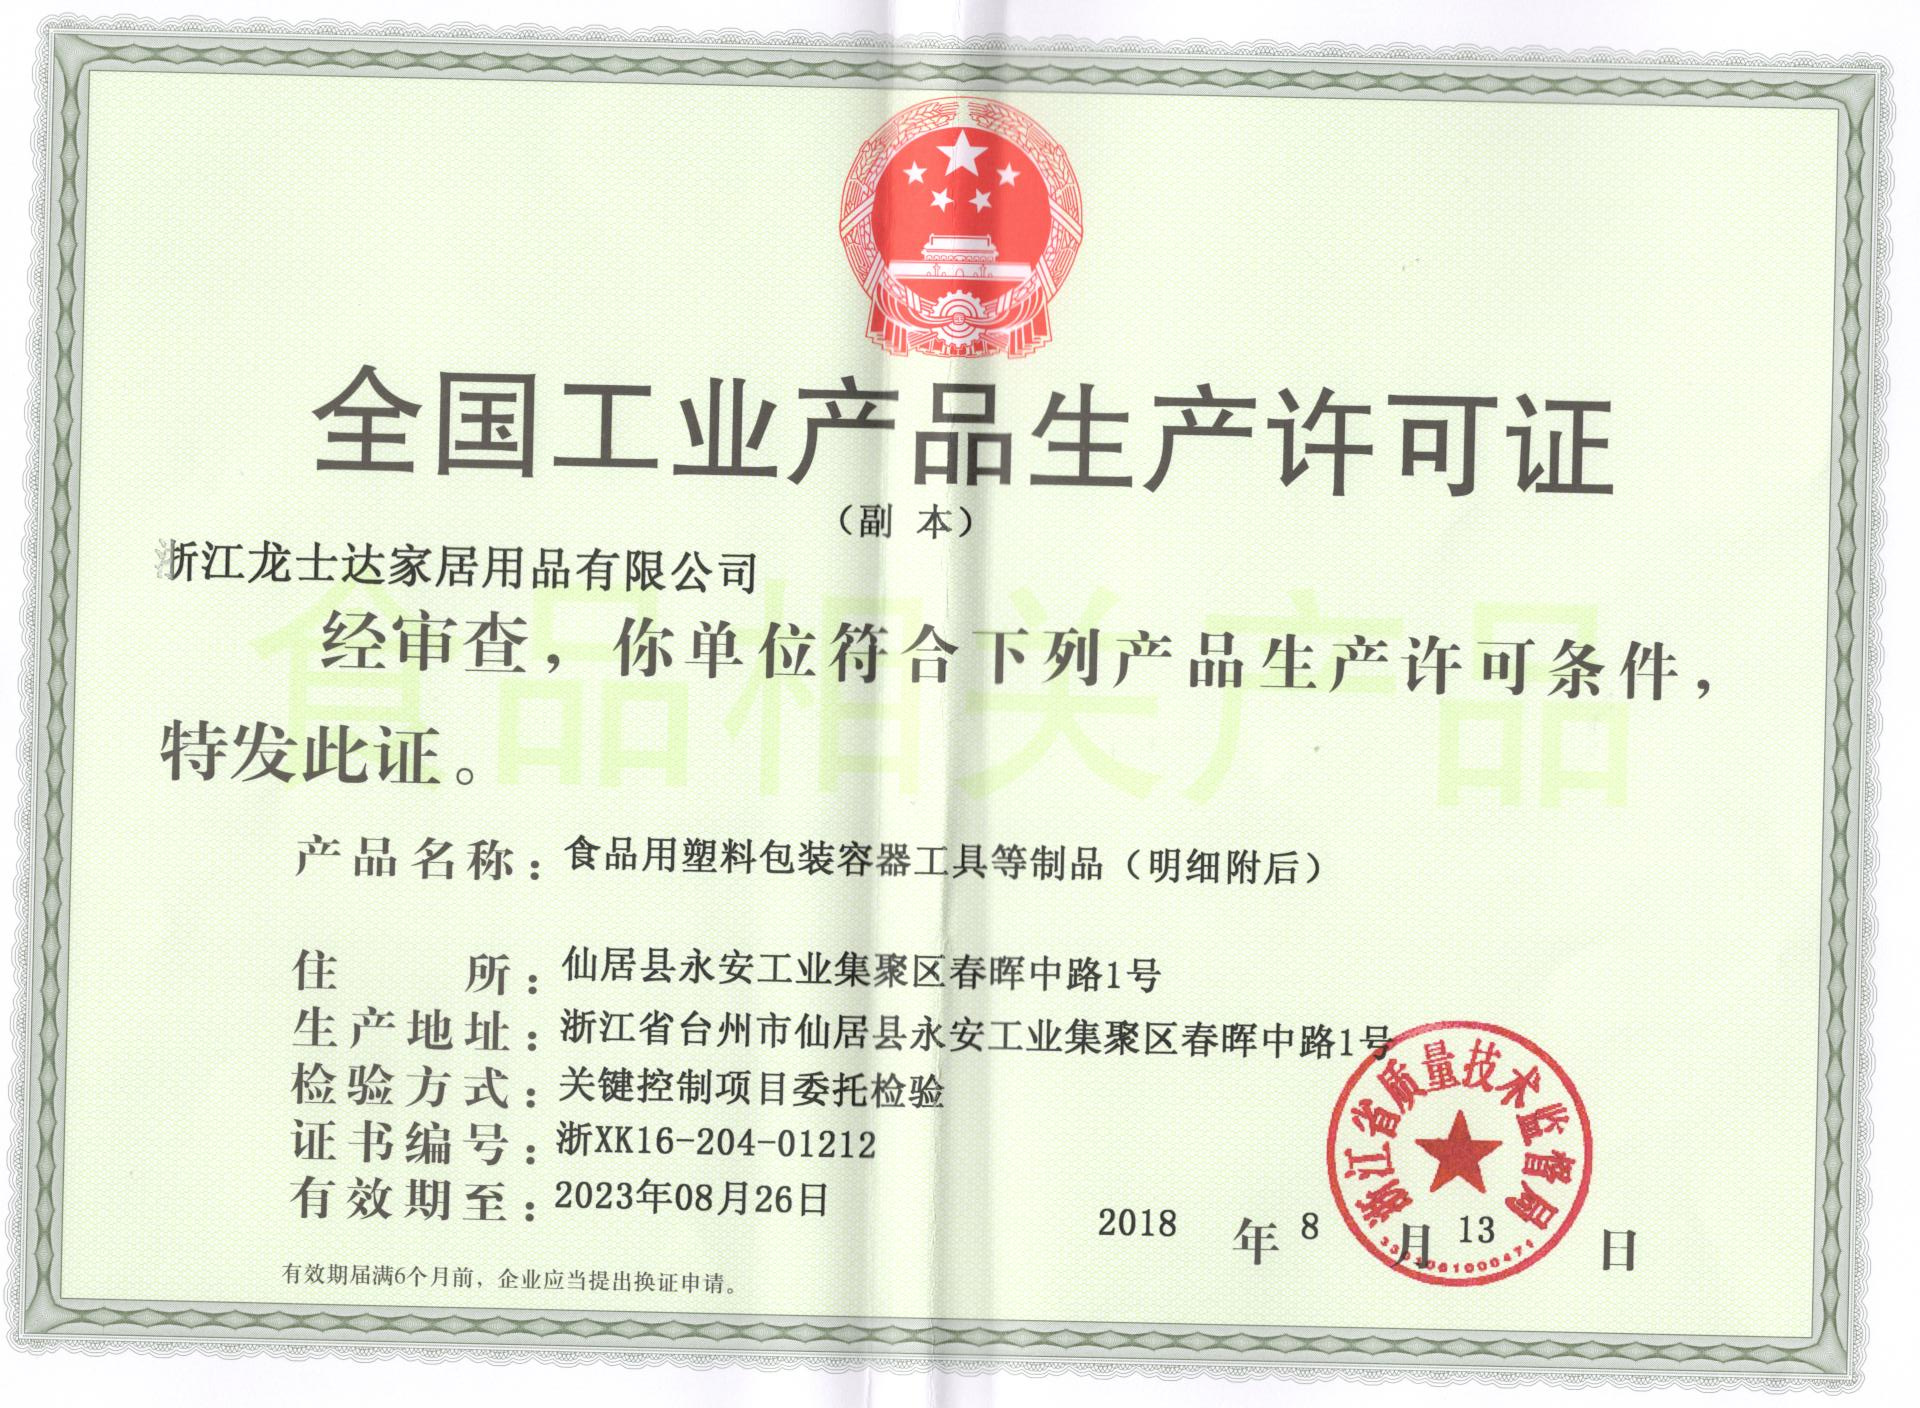 全国工业产品生产许可证
（副 本）
浙江龙士达家居用品有限公司
食品相关产品
经审查，你单位符合下列产品生产许可条件，
特发此证。
产品名称：食品用塑料包装容器工具等制品（明细附后）
住 所：仙居县永安工业集聚区春晖中路1号
生产地址：浙江省台州市仙居县永安工业集聚区春晖中路1号
检验方式：关键控制项目委托检验
证书编号：浙XK16-204-01212
有效期至：2023年08月26日
浙江省质量技术监督局
2018 年 8 月 13 日
有效期届满6个月前，企业应当提出换证申请。